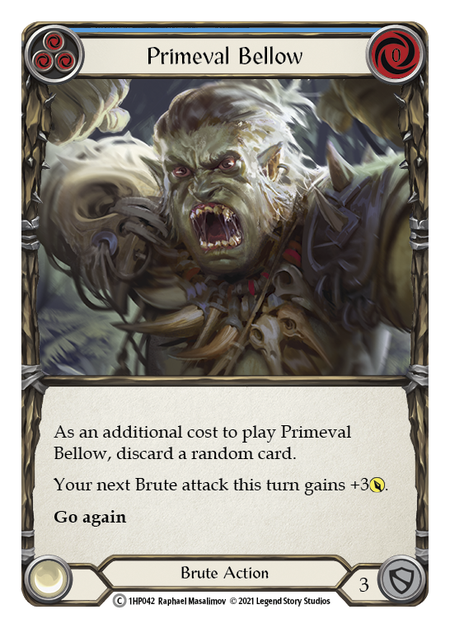 Primeval Bellow
0
As an additional cost to play Primeval
Bellow, discard a random card.
Your next Brute attack this turn gains +3.
Go again
Brute Action
3
C 1HP042 Raphael Masalimov © 2021 Legend Story Studios